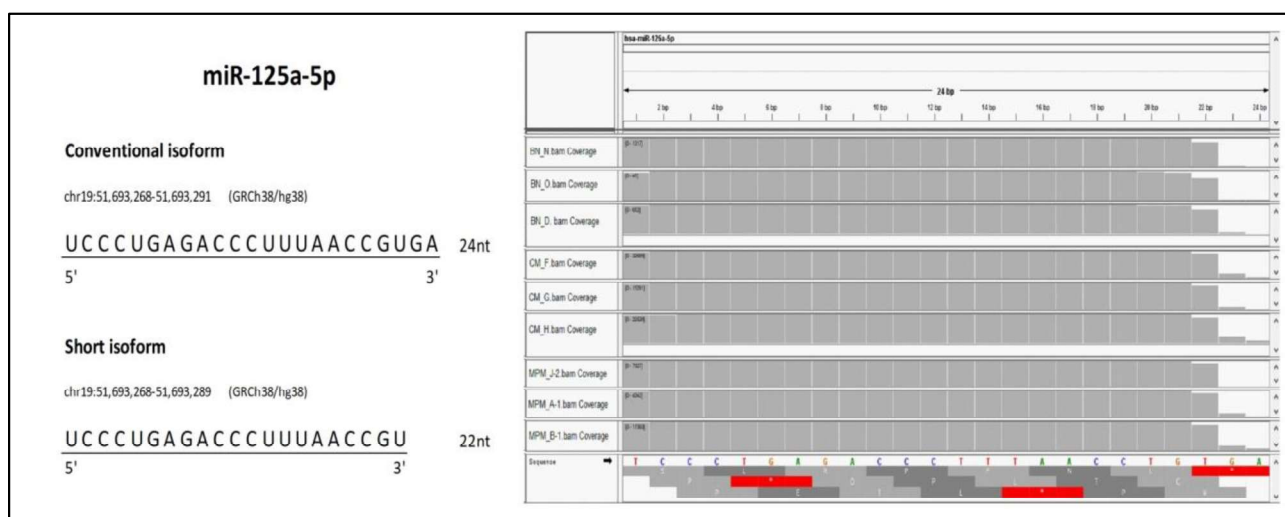 miR-125a-5p
Conventional isoform
chr19:51,693,268-51,693,291 (GRCh38/hg38)
UCCCUGAGACCCUUUAACCGUGA 24nt
5' 3'
Short isoform
chr19:51,693,268-51,693,289 (GRCh38/hg38)
UCCCUGAGACCCUUUAACCGU 22nt
5' 3'
hsa-miR-125a-5p
24 bp
2 bp 4 bp 6 bp 8 bp 10 bp 12 bp 14 bp 16 bp 18 bp 20 bp 22 bp 24 bp
BN_N.bam Coverage
BN_O.bam Coverage
BN_D. bam Coverage
CM_F.bam Coverage
CM_G.bam Coverage
CM_H.bam Coverage
MPM_J-2.bam Coverage
MPM_A-1.bam Coverage
MPM_B-1.bam Coverage
Sequence T C C C T G A G A C C C T T T A A C C T G T G A